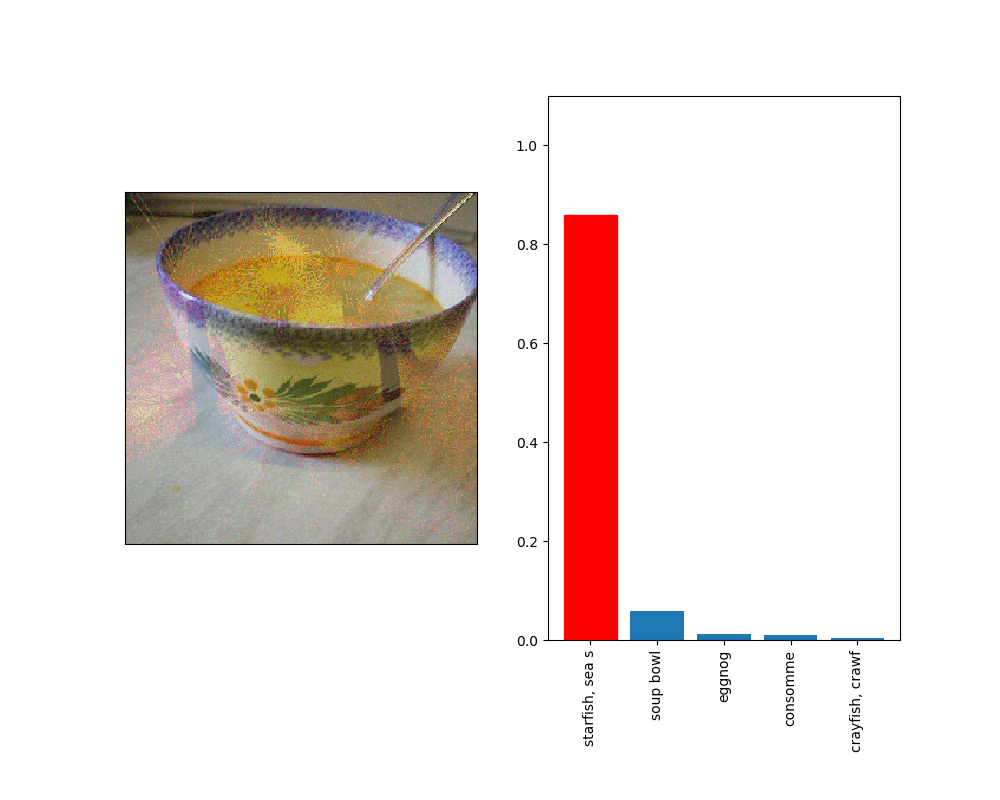 1.0
0.8
0.6
0.4
0.2
0.0
starfish, sea s
soup bowl
eggnog
consomme
crayfish, crawf